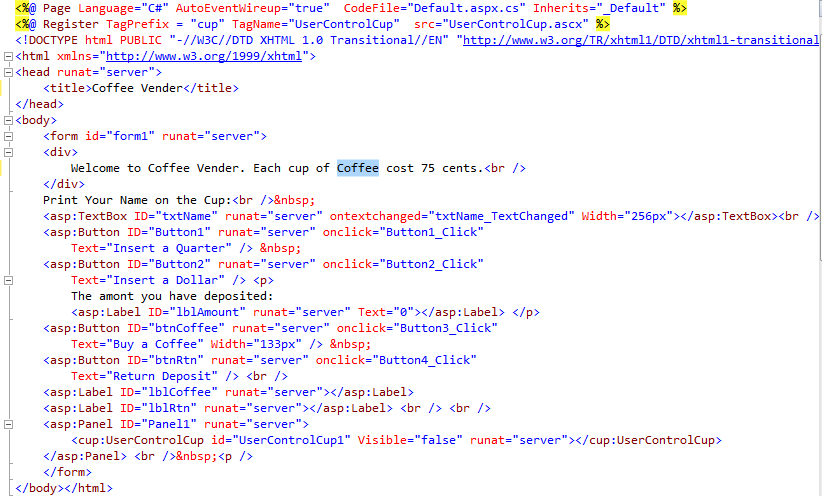 <%@ Page Language="C#" AutoEventWireup="true"  CodeFile="Default.aspx.cs" Inherits="_Default" %>
<%@ Register TagPrefix = "cup" TagName="UserControlCup"  src="UserControlCup.ascx" %>
<!DOCTYPE html PUBLIC "-//W3C//DTD XHTML 1.0 Transitional//EN" "http://www.w3.org/TR/xhtml1/DTD/xhtml1-transitional
<html xmlns="http://www.w3.org/1999/xhtml">
<head runat="server">
    <title>Coffee Vender</title>
</head>
<body>
    <form id="form1" runat="server">
    <div>
        Welcome to Coffee Vender. Each cup of Coffee cost 75 cents.<br />
    </div>
    Print Your Name on the Cup:<br />&nbsp;
    <asp:TextBox ID="txtName" runat="server" ontextchanged="txtName_TextChanged" Width="256px"></asp:TextBox><br />
    <asp:Button ID="Button1" runat="server" onclick="Button1_Click"
        Text="Insert a Quarter" /> &nbsp;
    <asp:Button ID="Button2" runat="server" onclick="Button2_Click"
        Text="Insert a Dollar" /> <p>
        The amont you have deposited:
        <asp:Label ID="lblAmount" runat="server" Text="0"></asp:Label> </p>
    <asp:Button ID="btnCoffee" runat="server" onclick="Button3_Click"
        Text="Buy a Coffee" Width="133px" /> &nbsp;
    <asp:Button ID="btnRtn" runat="server" onclick="Button4_Click"
        Text="Return Deposit" /> <br />
    <asp:Label ID="lblCoffee" runat="server"></asp:Label>
    <asp:Label ID="lblRtn" runat="server"></asp:Label> <br /> <br />
    <asp:Panel ID="Panel1" runat="server">
        <cup:UserControlCup id="UserControlCup1" Visible="false" runat="server"></cup:UserControlCup>
    </asp:Panel> <br />&nbsp;<p />
    </form>
</body></html>